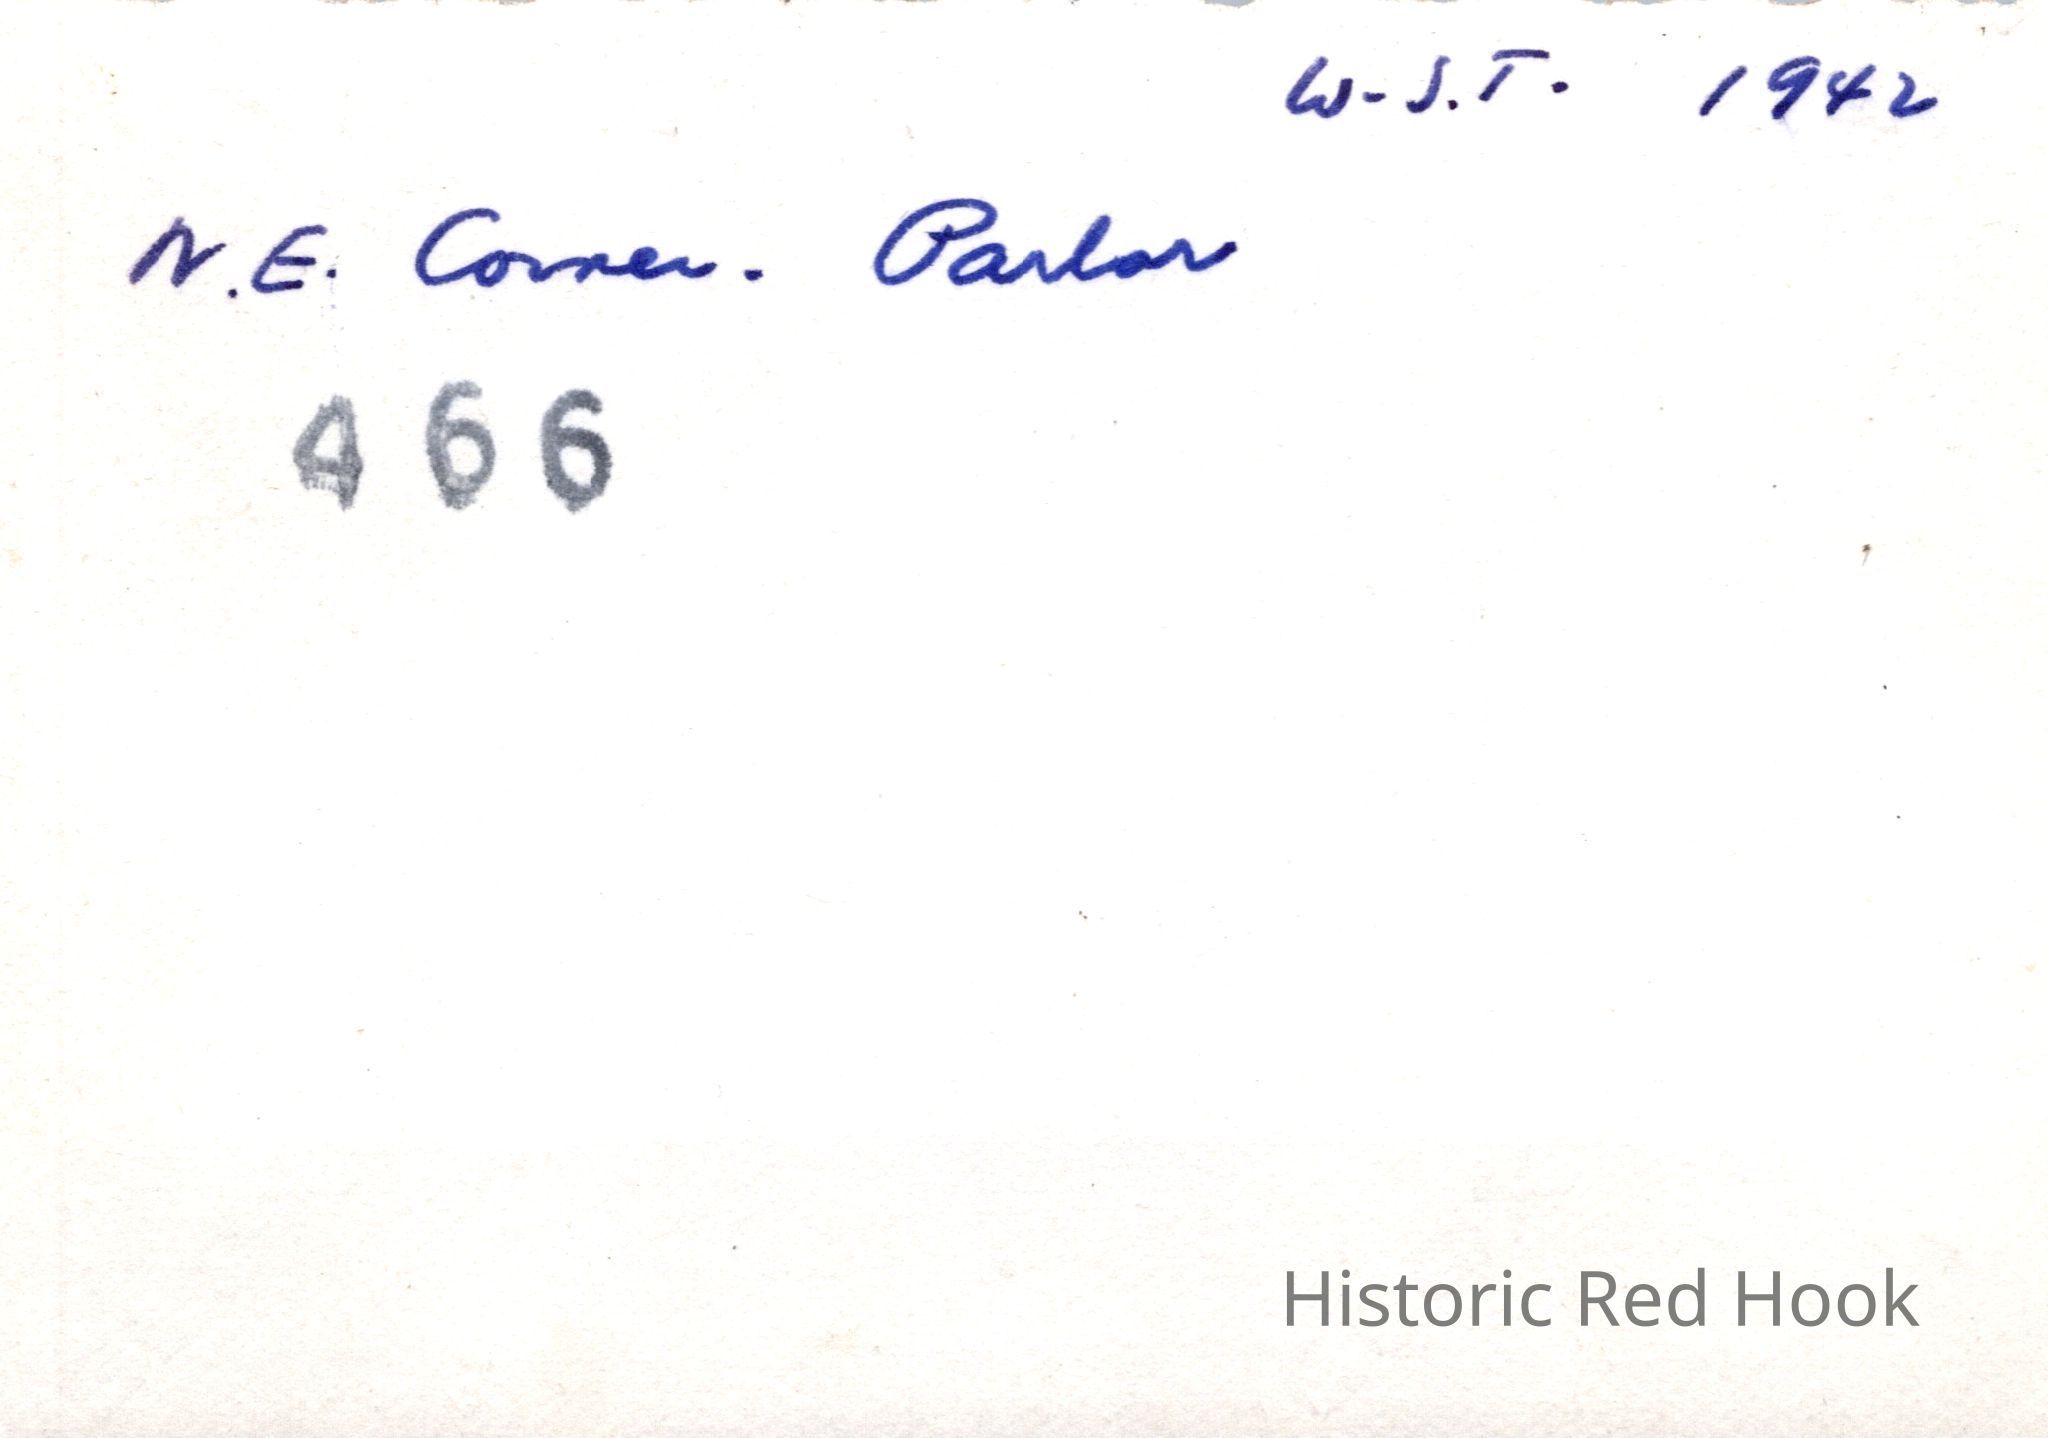 W-S.T. 1942
N.E. Corner. Parlor
466
Historic Red Hook